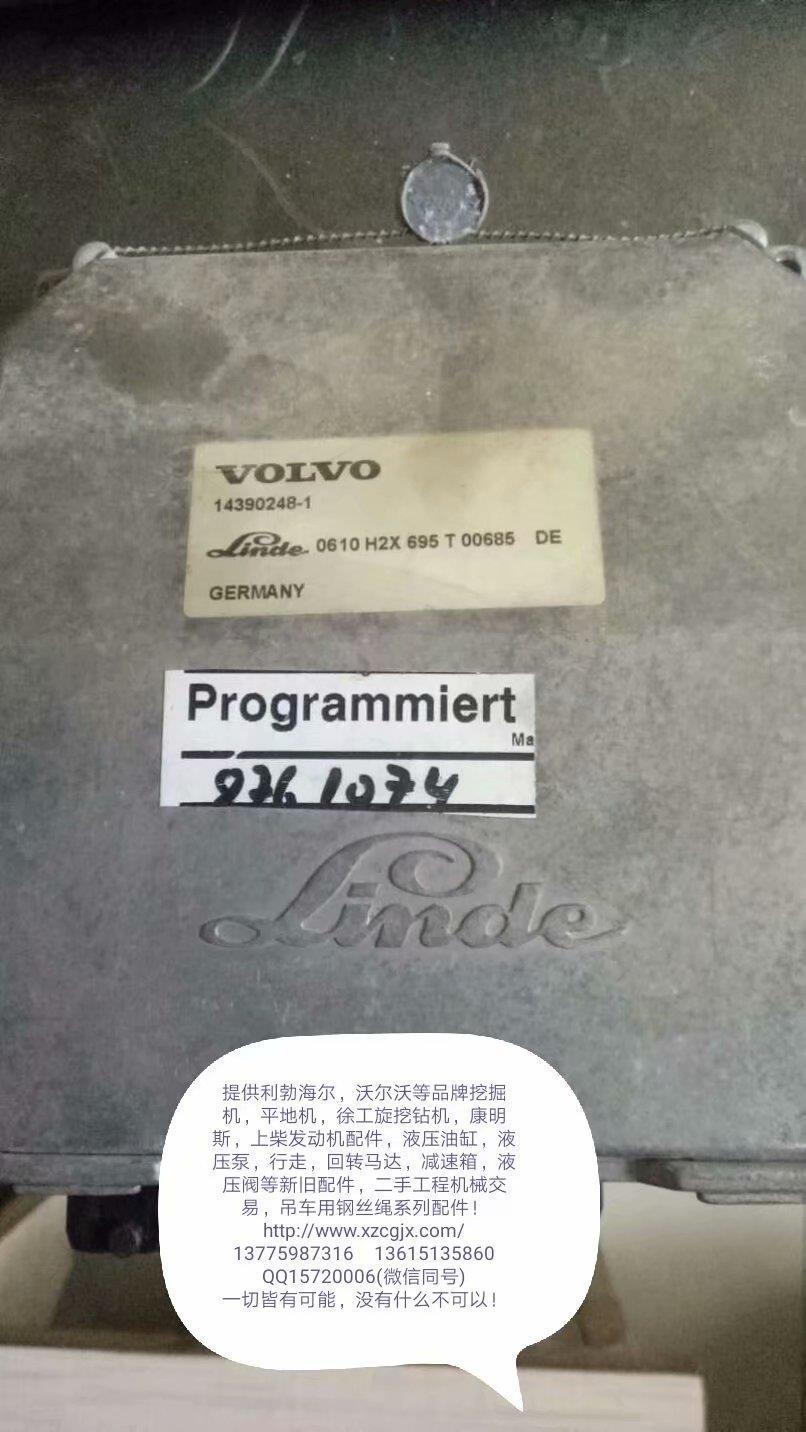 VOLVO
14390248-1
Linde 0610 H2X 695 T 00685 DE
GERMANY
Programmiert
Ma
976 1074
Linde
提供利勃海尔，沃尔沃等品牌挖掘
机，平地机，徐工旋挖钻机，康明
斯，上柴发动机配件，液压油缸，液
压泵，行走，回转马达，减速箱，液
压阀等新旧配件，二手工程机械交
易，吊车用钢丝绳系列配件！
http://www.xzcgjx.com/
13775987316 13615135860
QQ15720006(微信同号)
一切皆有可能，没有什么不可以！